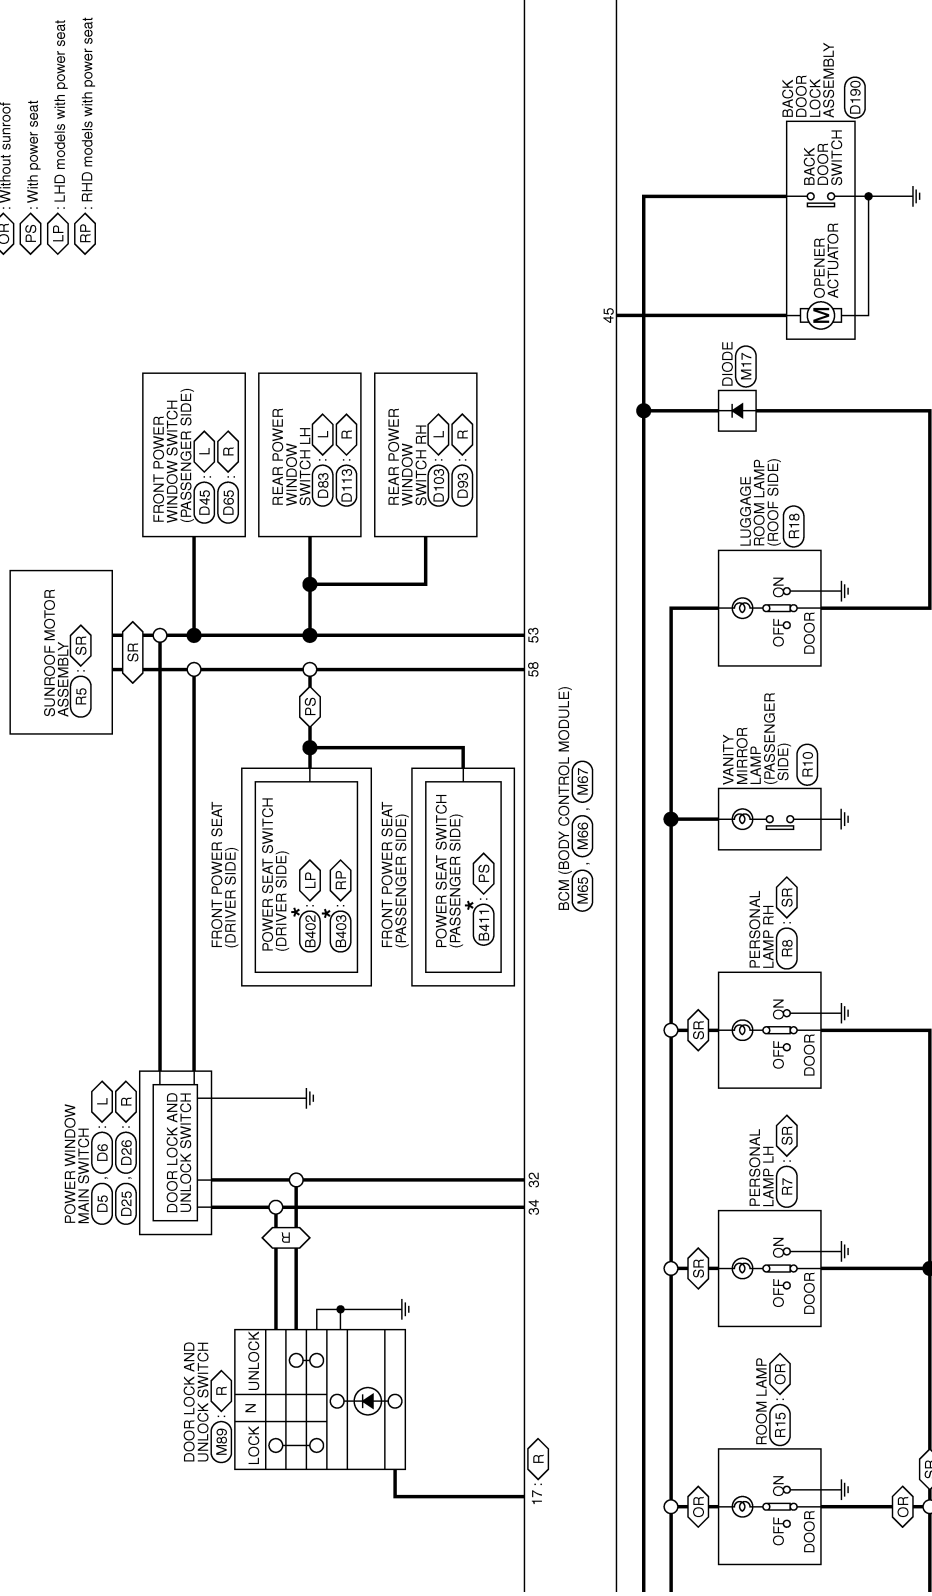 OR : Without sunroof
PS : With power seat
LP : LHD models with power seat
RP : RHD models with power seat
SUNROOF MOTOR
ASSEMBLY
R5 : SR
SR
FRONT POWER
WINDOW SWITCH
(PASSENGER SIDE)
D45 : L
D65 : R
REAR POWER
WINDOW
SWITCH LH
D83 : L
D113 : R
REAR POWER
WINDOW
SWITCH RH
D103 : L
D93 : R
53
58
PS
FRONT POWER SEAT
(DRIVER SIDE)
POWER SEAT SWITCH
(DRIVER SIDE)
*
B402 : LP
*
B403 : RP
FRONT POWER SEAT
(PASSENGER SIDE)
POWER SEAT SWITCH
(PASSENGER SIDE)
*
B411 : PS
POWER WINDOW
MAIN SWITCH
D5 , D6 : L
D25 , D26 : R
DOOR LOCK AND
UNLOCK SWITCH
32
34
R
DOOR LOCK AND
UNLOCK SWITCH
M89 : R
LOCK N UNLOCK
17 : R
BCM (BODY CONTROL MODULE)
M65 , M66 , M67
45
BACK
DOOR
LOCK
ASSEMBLY
D190
BACK
DOOR
SWITCH
OPENER
ACTUATOR
M
DIODE
M17
LUGGAGE
ROOM LAMP
(ROOF SIDE)
R18
OFF ON
DOOR
VANITY
MIRROR
LAMP
(PASSENGER
SIDE)
R10
PERSONAL
LAMP RH
R8 : SR
SR
OFF ON
DOOR
PERSONAL
LAMP LH
R7 : SR
SR
OFF ON
DOOR
ROOM LAMP
R15 : OR
OR
OFF ON
DOOR
OR
SR